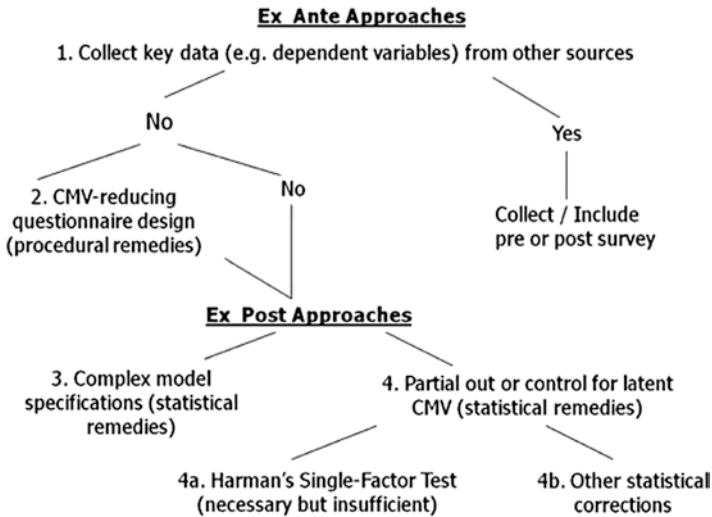 Ex Ante Approaches
1. Collect key data (e.g. dependent variables) from other sources
No
Yes
2. CMV-reducing
questionnaire design
(procedural remedies)
No
Collect / Include
pre or post survey
Ex Post Approaches
3. Complex model
specifications (statistical
remedies)
4. Partial out or control for latent
CMV (statistical remedies)
4a. Harman's Single-Factor Test
(necessary but insufficient)
4b. Other statistical
corrections